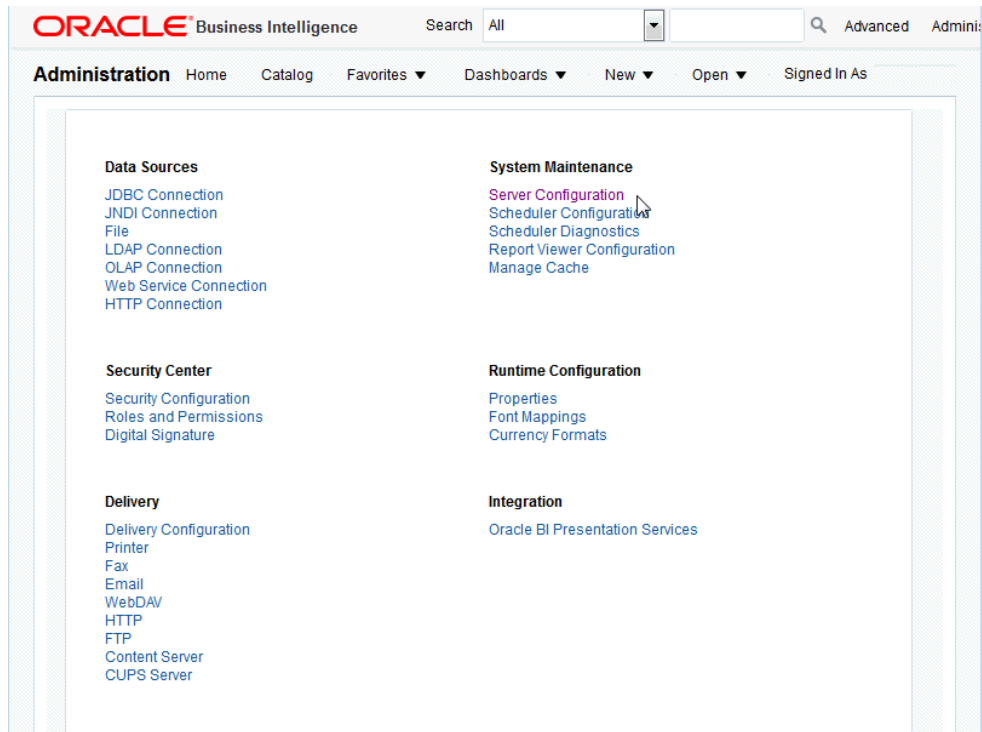 ORACLE Business Intelligence Search All Advanced
Administration Home Catalog Favorites Dashboards New Open Signed In As
Data Sources
JDBC Connection
JNDI Connection
File
LDAP Connection
OLAP Connection
Web Service Connection
HTTP Connection
System Maintenance
Server Configuration
Scheduler Configuration
Scheduler Diagnostics
Report Viewer Configuration
Manage Cache
Security Center
Security Configuration
Roles and Permissions
Digital Signature
Runtime Configuration
Properties
Font Mappings
Currency Formats
Delivery
Delivery Configuration
Printer
Fax
Email
WebDAV
HTTP
FTP
Content Server
CUPS Server
Integration
Oracle BI Presentation Services